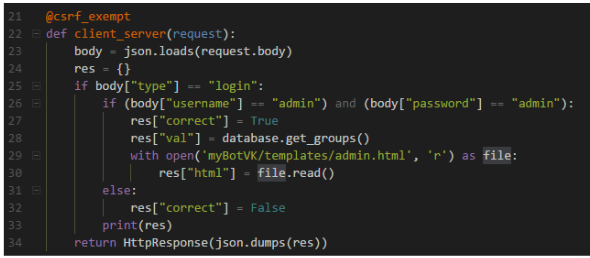 21 @csrf_exempt
22 def client_server(request):
23     body = json.loads(request.body)
24     res = {}
25     if body["type"] == "login":
26         if (body["username"] == "admin") and (body["password"] == "admin"):
27             res["correct"] = True
28             res["val"] = database.get_groups()
29             with open('myBotVK/templates/admin.html', 'r') as file:
30                 res["html"] = file.read()
31         else:
32             res["correct"] = False
33         print(res)
34     return HttpResponse(json.dumps(res))